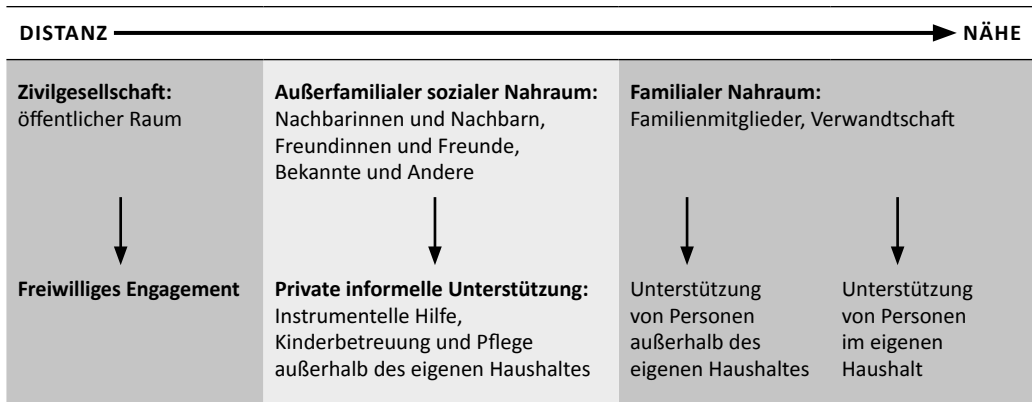 DISTANZ NÄHE
Zivilgesellschaft:
öffentlicher Raum
Außerfamilialer sozialer Nahraum:
Nachbarinnen und Nachbarn,
Freundinnen und Freunde,
Bekannte und Andere
Familialer Nahraum:
Familienmitglieder, Verwandtschaft
Freiwilliges Engagement
Private informelle Unterstützung:
Instrumentelle Hilfe,
Kinderbetreuung und Pflege
außerhalb des eigenen Haushaltes
Unterstützung
von Personen
außerhalb des
eigenen Haushaltes
Unterstützung
von Personen
im eigenen
Haushalt